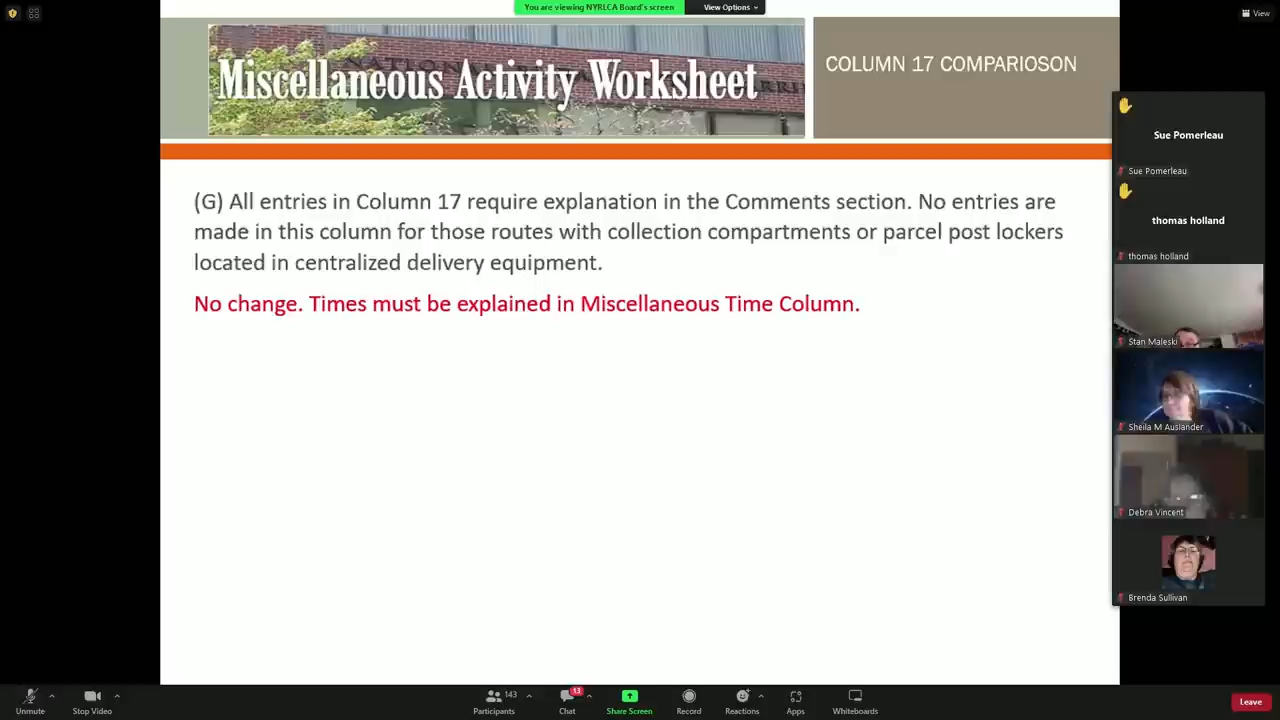 You are viewing NYRLCA Board's screen
View Options
View
Miscellaneous Activity Worksheet
COLUMN 17 COMPARIOSON
(G) All entries in Column 17 require explanation in the Comments section. No entries are
made in this column for those routes with collection compartments or parcel post lockers
located in centralized delivery equipment.
No change. Times must be explained in Miscellaneous Time Column.
Sue Pomerleau
Sue Pomerleau
thomas holland
thomas holland
Stan Maleski
Sheila M Auslander
Debra Vincent
Brenda Sullivan
Unmute
Stop Video
143
Participants
13
Chat
Share Screen
Record
Reactions
Apps
Whiteboards
Leave